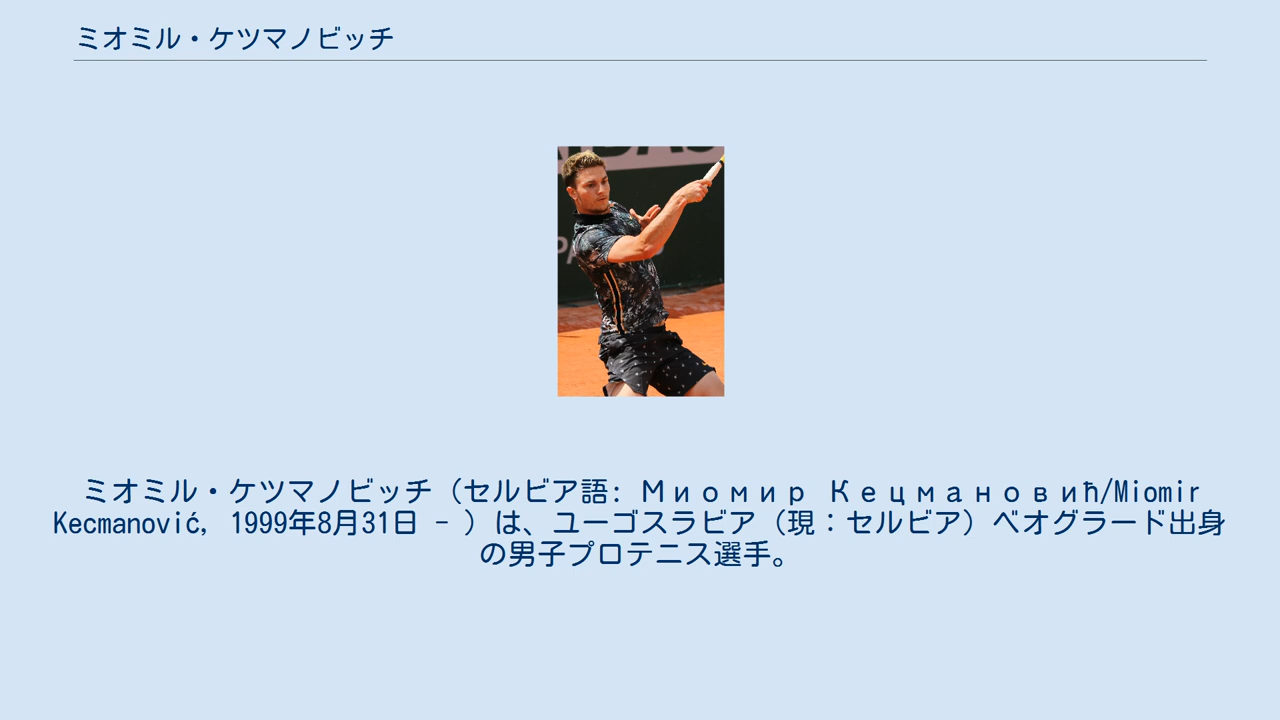 ミオミル・ケツマノビッチ
ミオミル・ケツマノビッチ（セルビア語: Миомир Кецмановић/Miomir
Kecmanović, 1999年8月31日 - ）は、ユーゴスラビア（現：セルビア）ベオグラード出身
の男子プロテニス選手。